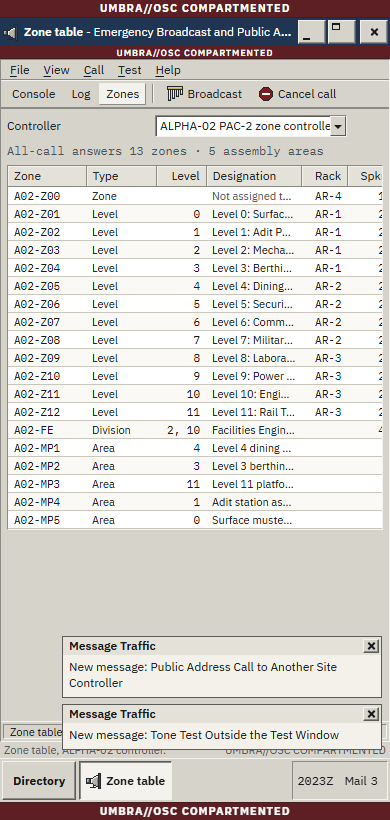 UMBRA//OSC COMPARTMENTED
Zone table - Emergency Broadcast and Public A...
UMBRA//OSC COMPARTMENTED
File View Call Test Help
Console Log Zones Broadcast Cancel call
Controller ALPHA-02 PAC-2 zone controlle
All-call answers 13 zones · 5 assembly areas
Zone Type Level Designation Rack Spk
A02-Z00 Zone Not assigned t... AR-4
A02-Z01 Level 0 Level 0: Surfac... AR-1
A02-Z02 Level 1 Level 1: Adit P... AR-1
A02-Z03 Level 2 Level 2: Mecha... AR-1
A02-Z04 Level 3 Level 3: Berthi... AR-1
A02-Z05 Level 4 Level 4: Dining... AR-2
A02-Z06 Level 5 Level 5: Securi... AR-2
A02-Z07 Level 6 Level 6: Comm... AR-2
A02-Z08 Level 7 Level 7: Militar... AR-2
A02-Z09 Level 8 Level 8: Labora... AR-3
A02-Z10 Level 9 Level 9: Power ... AR-3
A02-Z11 Level 10 Level 10: Engi... AR-3
A02-Z12 Level 11 Level 11: Rail T... AR-3
A02-FE Division 2, 10 Facilities Engin...
A02-MP1 Area 4 Level 4 dining ...
A02-MP2 Area 3 Level 3 berthin...
A02-MP3 Area 11 Level 11 platfo...
A02-MP4 Area 1 Adit station as...
A02-MP5 Area 0 Surface muste...
Message Traffic
New message: Public Address Call to Another Site
Controller
Message Traffic
New message: Tone Test Outside the Test Window
Zone table
Zone table, ALPHA-02 controller. UMBRA//OSC COMPARTMENTED
Directory Zone table 2023Z Mail 3
UMBRA//OSC COMPARTMENTED